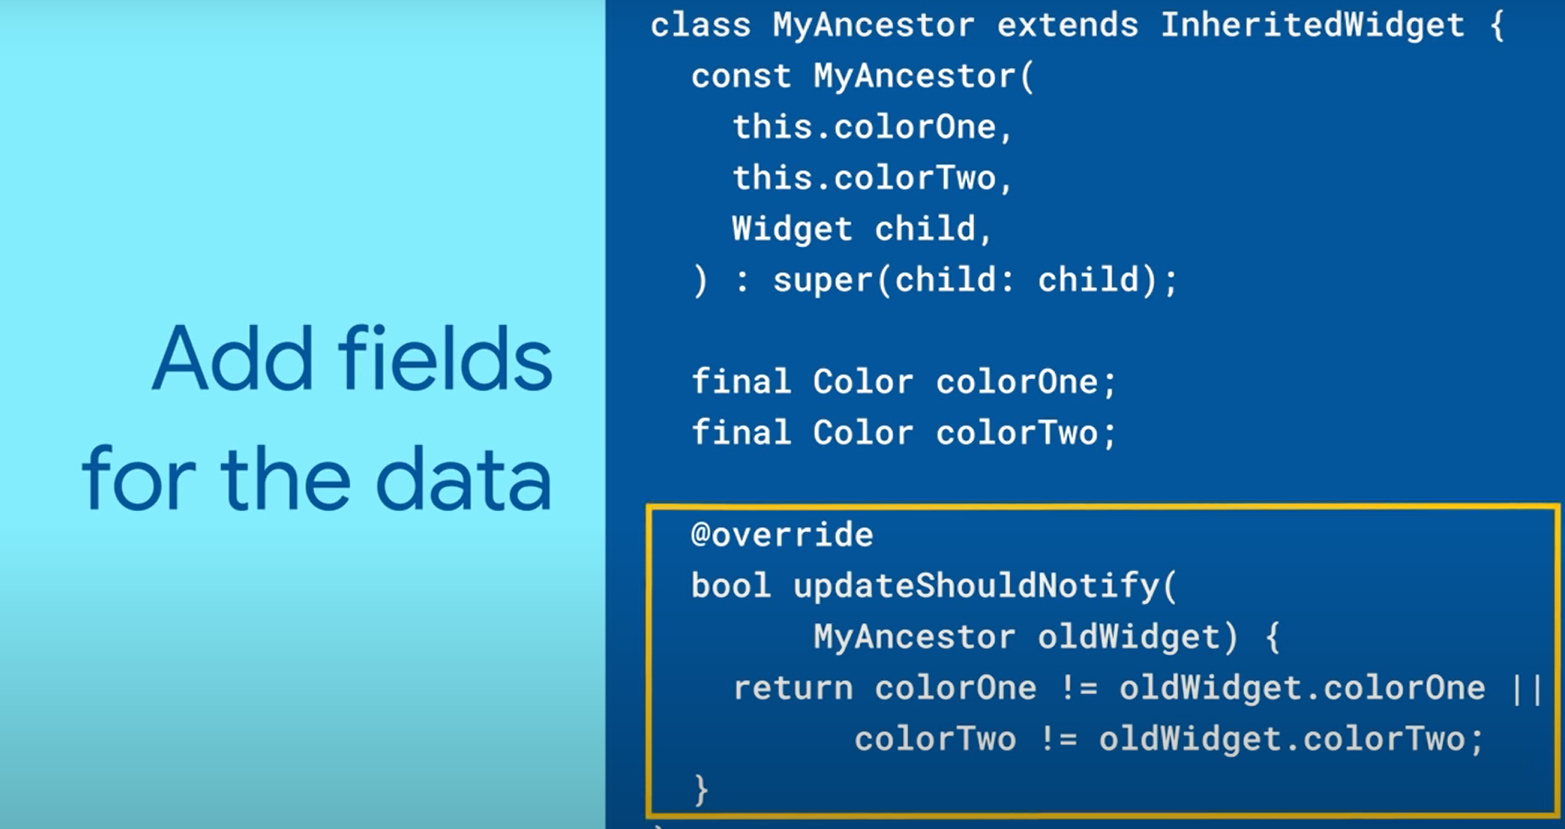 Add fields
for the data
class MyAncestor extends InheritedWidget {
const MyAncestor(
this.colorOne,
this.colorTwo,
Widget child,
) : super(child: child);
final Color colorOne;
final Color colorTwo;
@override
bool updateShouldNotify(
MyAncestor oldWidget) {
return colorOne != oldWidget.colorOne ||
colorTwo != oldWidget.colorTwo;
}